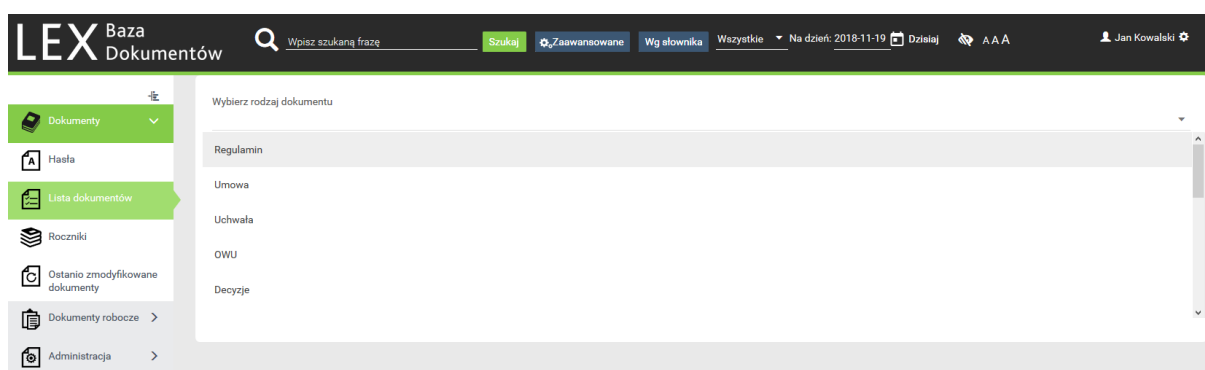 LEX Baza
Dokumentów
Wpisz szukaną frazę
Szukaj
Zaawansowane
Wg słownika
Wszystkie
Na dzień: 2018-11-19
Dzisiaj
A A A
Jan Kowalski
Dokumenty
Hasła
Lista dokumentów
Roczniki
Ostanio zmodyfikowane
dokumenty
Dokumenty robocze
Administracja
Wybierz rodzaj dokumentu
Regulamin
Umowa
Uchwała
OWU
Decyzje